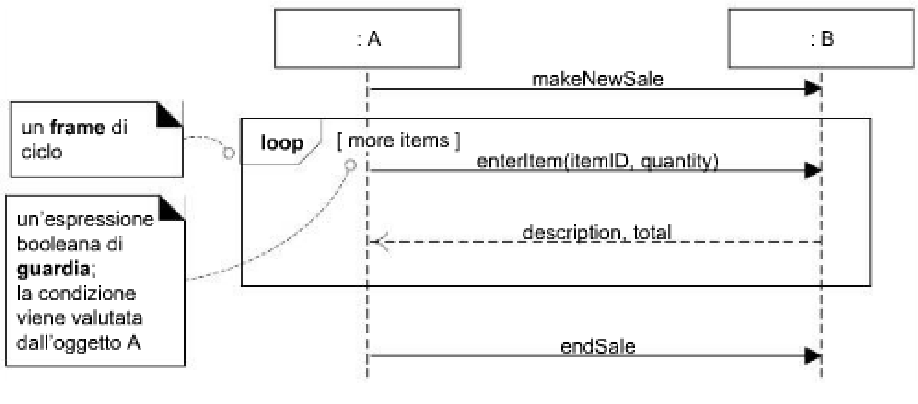 : A
: B
makeNewSale
un frame di
ciclo
loop
[ more items ]
enterItem(itemID, quantity)
un'espressione
booleana di
guardia;
la condizione
viene valutata
dall'oggetto A
description, total
endSale